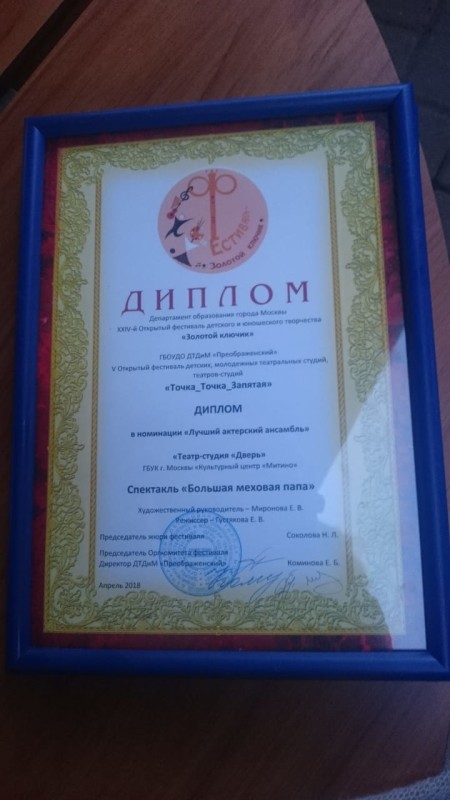 ЕСТИВ
• ЗОЛОТОЙ КЛЮЧИК •
ДИПЛОМ
Департамент образования города Москвы
XXIV-й Открытый фестиваль детского и юношеского творчества
«Золотой ключик»
ГБОУДО ДТДиМ «Преображенский»
V Открытый фестиваль детских, молодежных театральных студий,
театров-студий
«Точка_Точка_Запятая»
ДИПЛОМ
в номинации «Лучший актерский ансамбль»
«Театр-студия «Дверь»
ГБУК г. Москвы «Культурный центр «Митино»
Спектакль «Большая меховая папа»
Художественный руководитель – Миронова Е. В.
Режиссер – Тустякова Е. В.
Председатель жюри фестиваля Соколова Н. Л.
Председатель Оргкомитета фестиваля
Директор ДТДиМ «Преображенский» Коминова Е. Б.
Апрель 2018